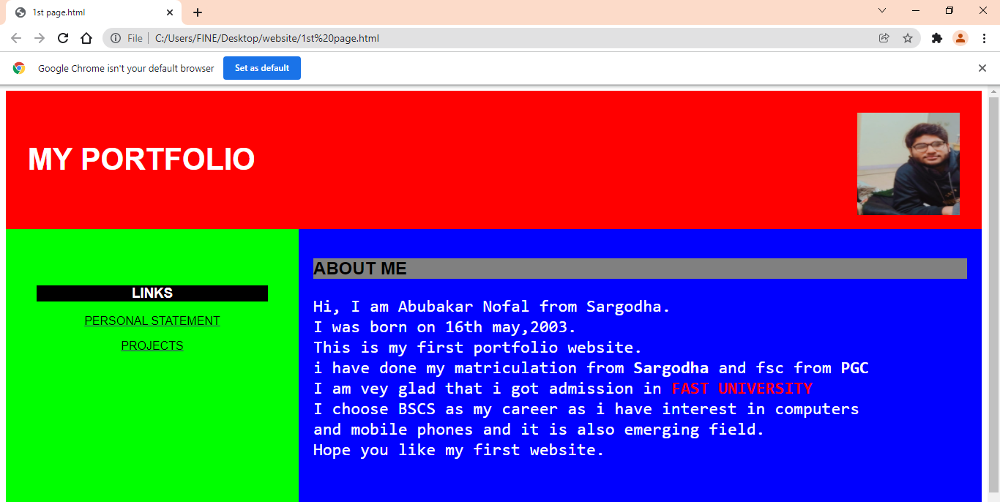 1st page.html
File
C:/Users/FINE/Desktop/website/1st%20page.html
Google Chrome isn't your default browser
Set as default
MY PORTFOLIO
LINKS
PERSONAL STATEMENT
PROJECTS
ABOUT ME
Hi, I am Abubakar Nofal from Sargodha.
I was born on 16th may,2003.
This is my first portfolio website.
i have done my matriculation from Sargodha and fsc from PGC
I am vey glad that i got admission in FAST UNIVERSITY
I choose BSCS as my career as i have interest in computers
and mobile phones and it is also emerging field.
Hope you like my first website.